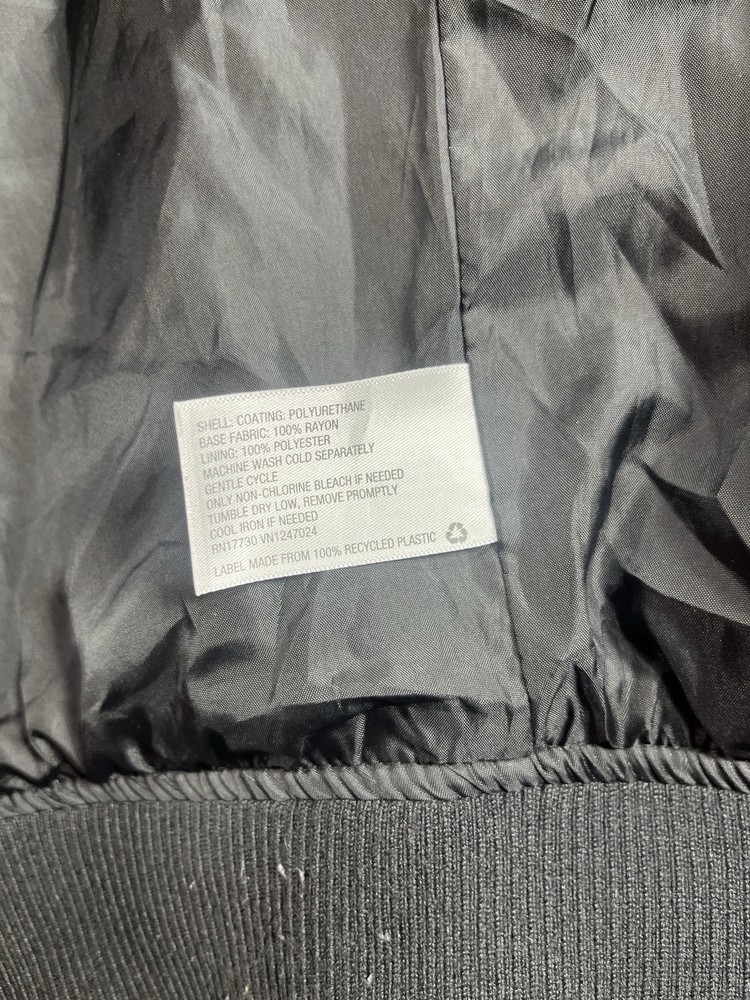 SHELL: COATING: POLYURETHANE
BASE FABRIC: 100% RAYON
LINING: 100% POLYESTER
MACHINE WASH COLD SEPARATELY
GENTLE CYCLE
ONLY NON-CHLORINE BLEACH IF NEEDED
TUMBLE DRY LOW, REMOVE PROMPTLY
COOL IRON IF NEEDED
RN17730 VN1247024
LABEL MADE FROM 100% RECYCLED PLASTIC